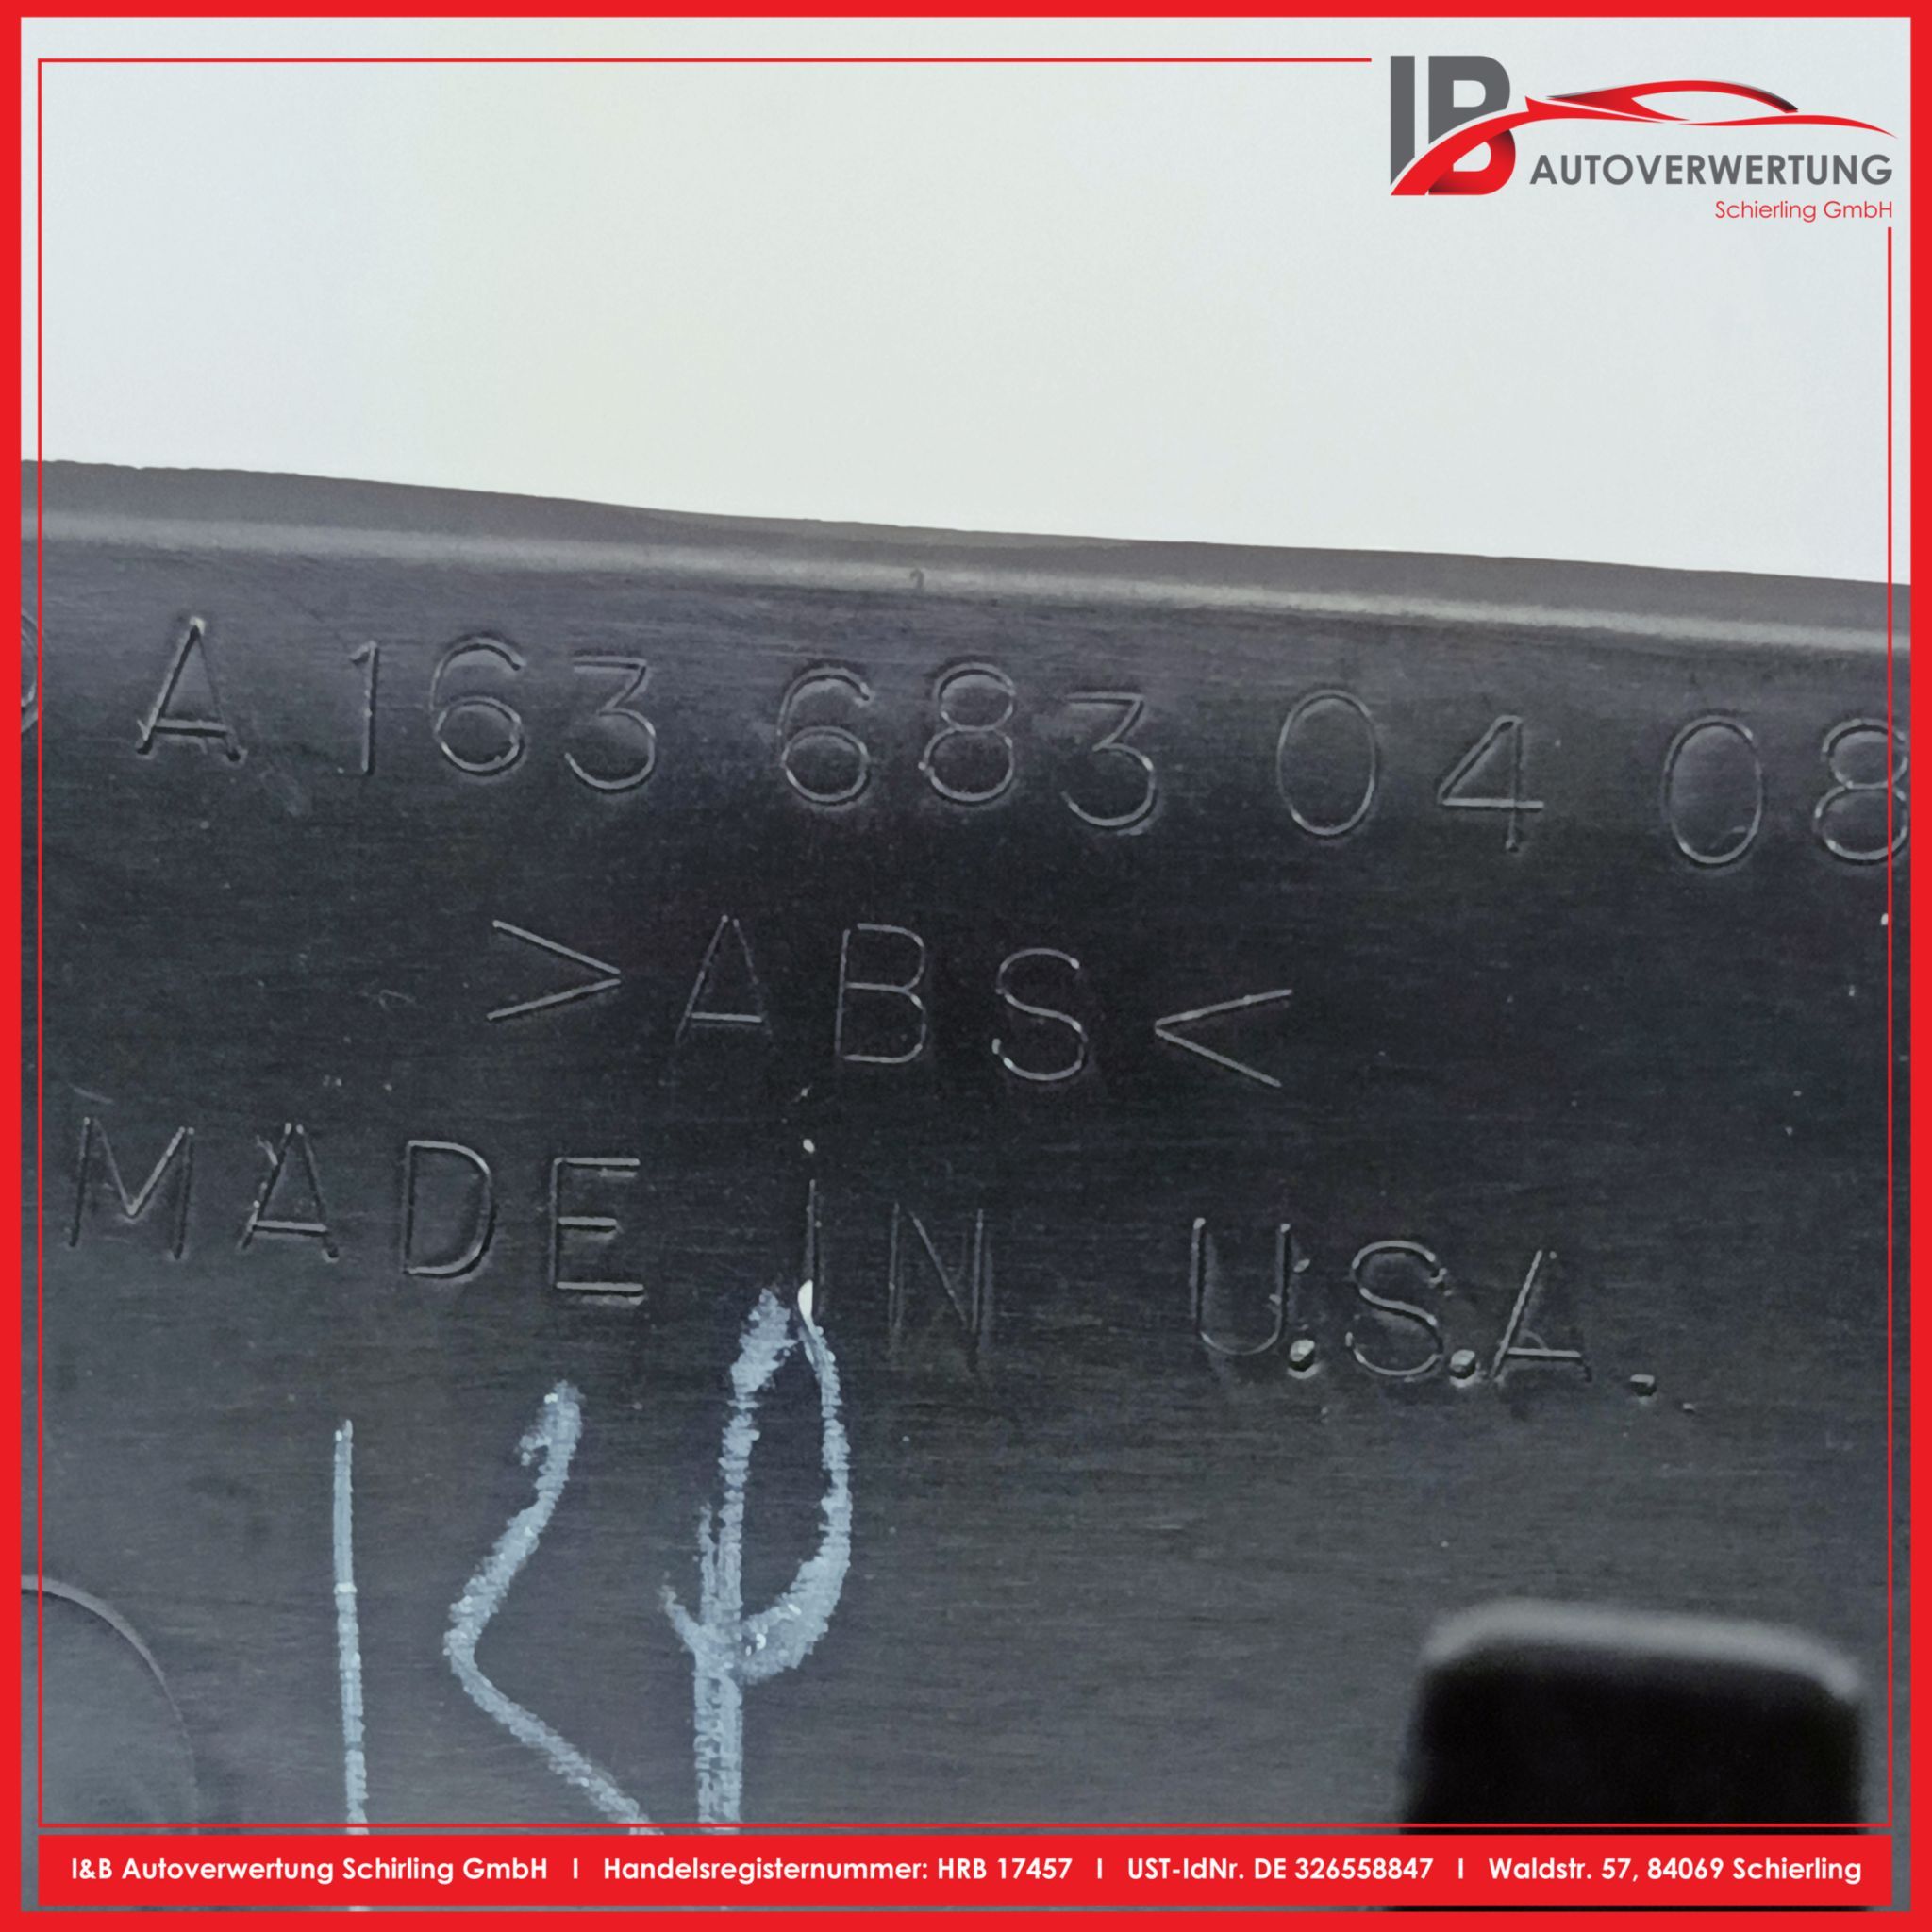 IB AUTOVERWERTUNG
Schierling GmbH
A 163 683 04 08
>ABS<
MADE IN U.S.A.
KP
I&B Autoverwertung Schirling GmbH I Handelsregisternummer: HRB 17457 I UST-IdNr. DE 326558847 I Waldstr. 57, 84069 Schierling